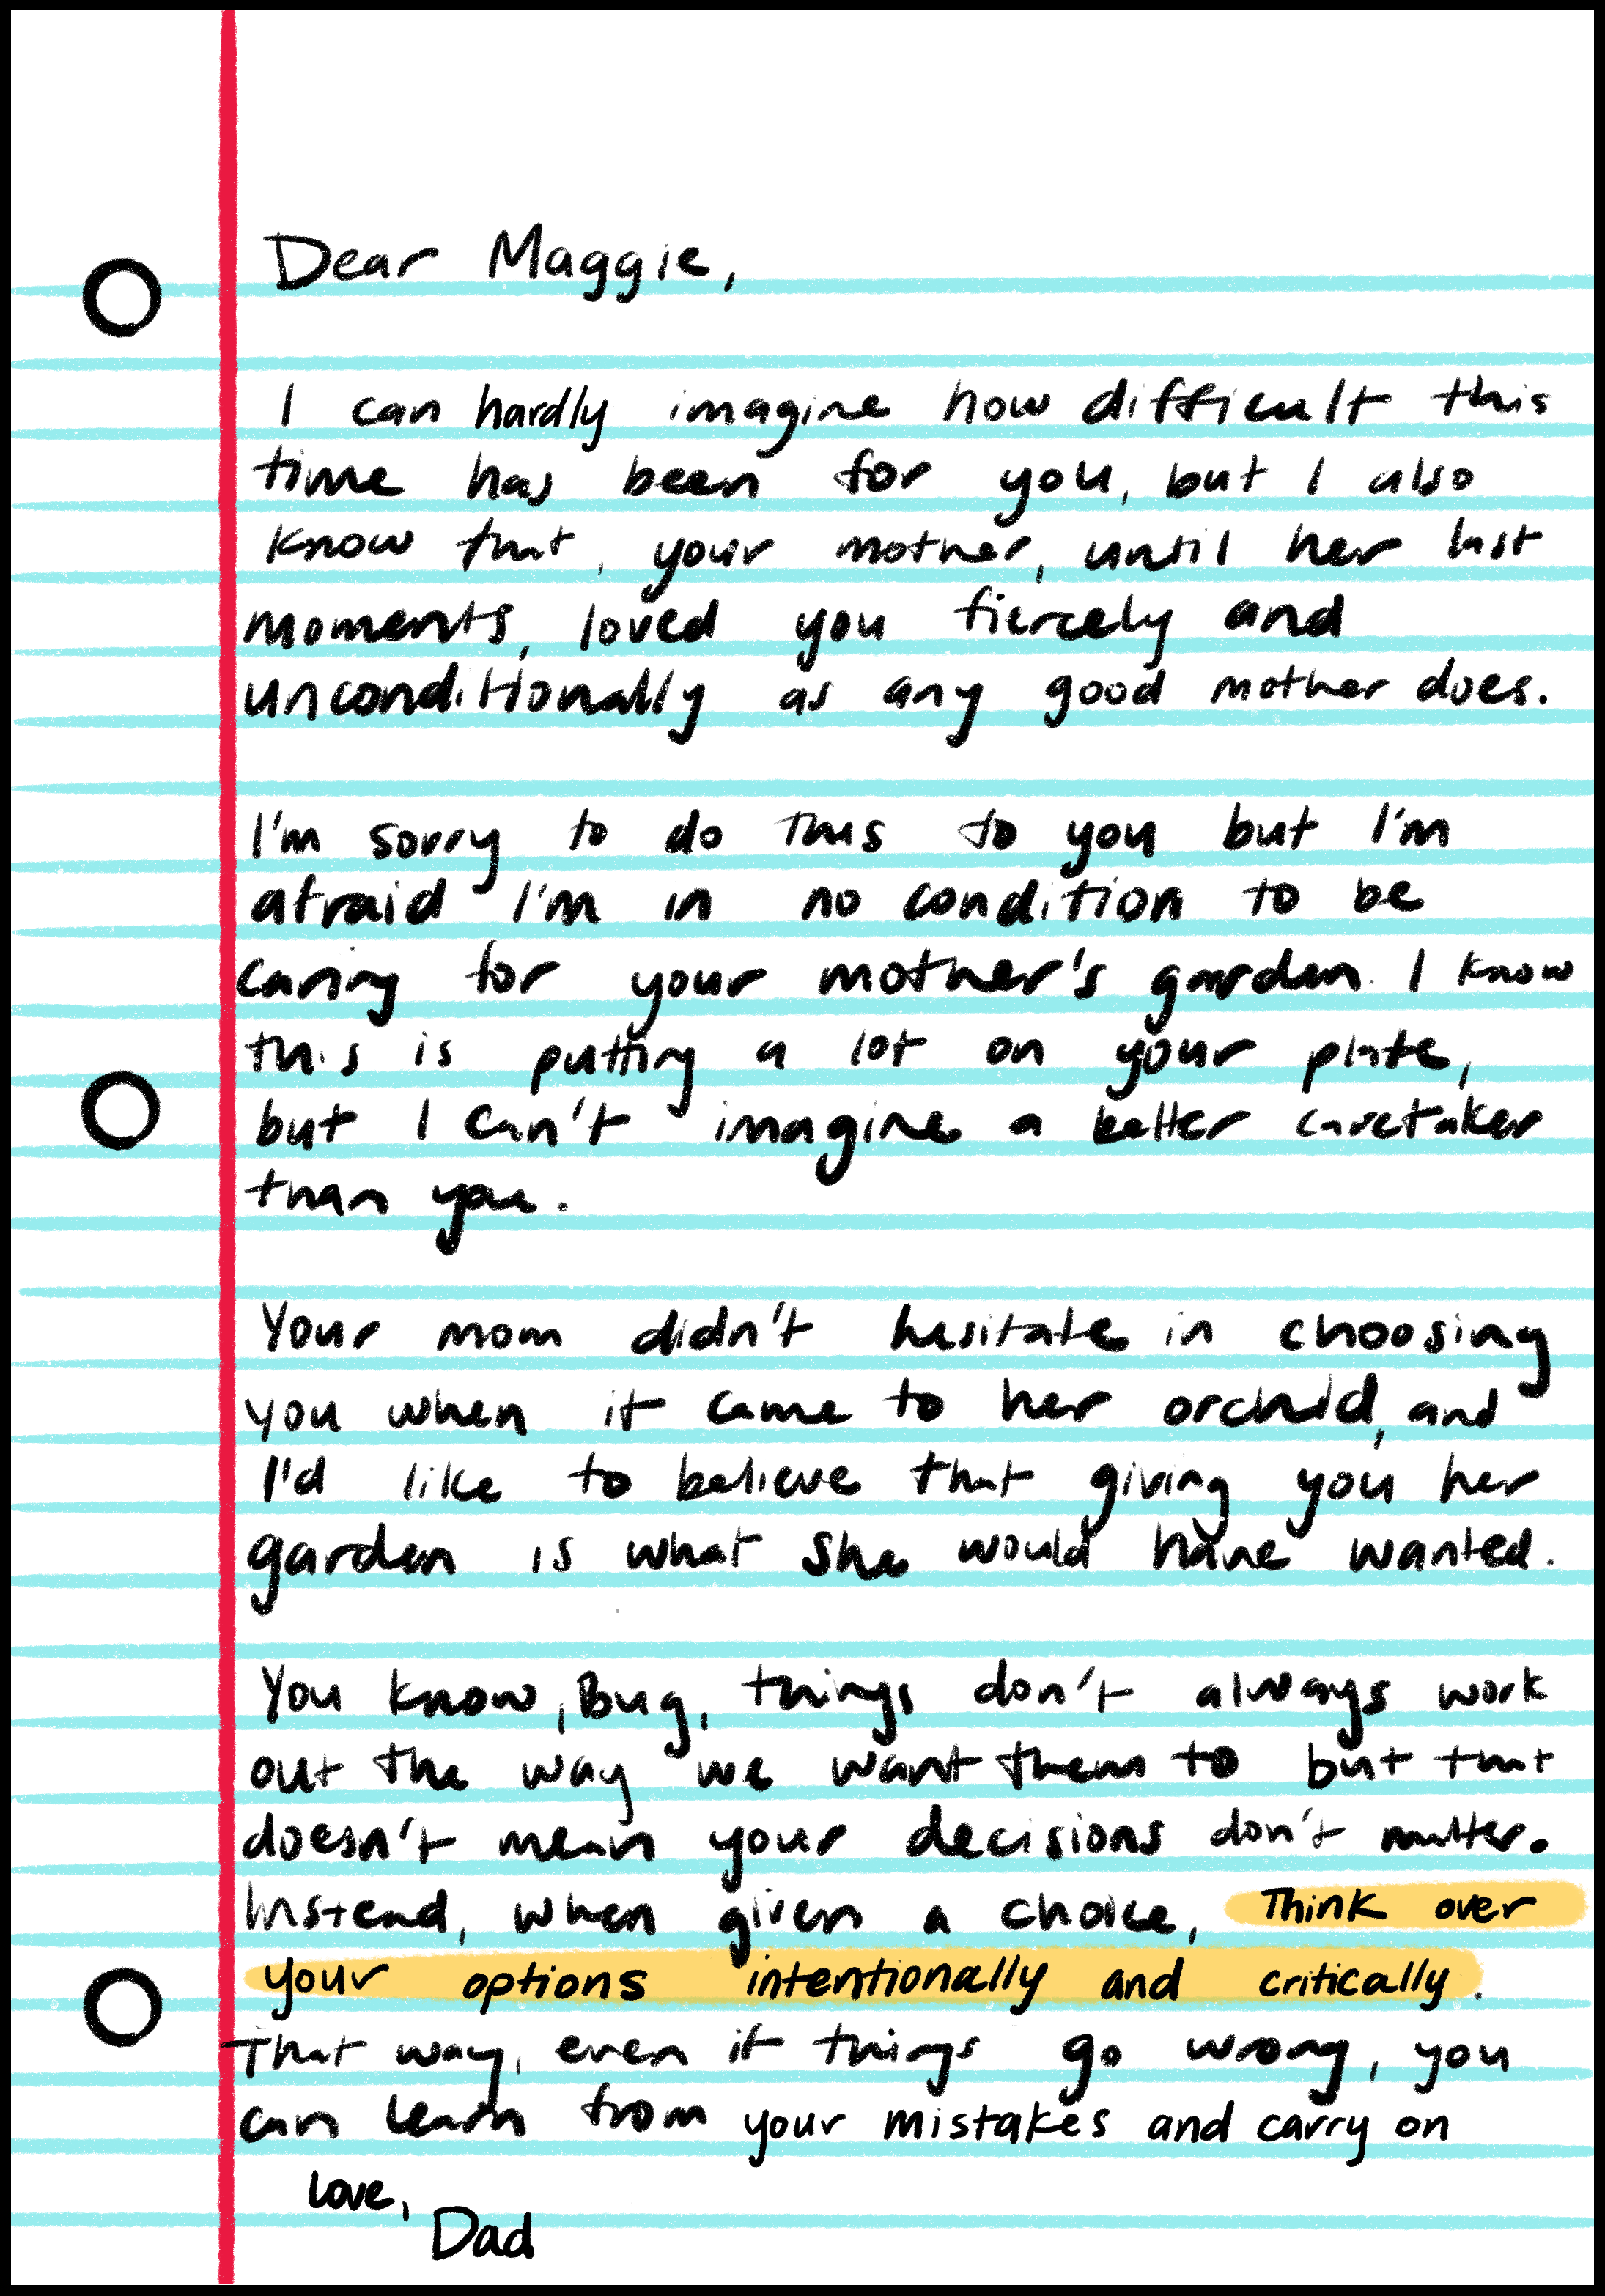 Dear Maggie,
I can hardly imagine how difficult this
time has been for you, but I also
know that, your mother, until her last
moments, loved you fiercely and
unconditionally as any good mother does.
I'm sorry to do this to you but I'm
afraid I'm in no condition to be
caring for your mother's garden. I know
this is putting a lot on your plate,
but I can't imagine a better caretaker
than you.
Your mom didn't hesitate in choosing
you when it came to her orchid, and
I'd like to believe that giving you her
garden is what she would have wanted.
You know, Bug, things don't always work
out the way we want them to but that
doesn't mean your decisions don't matter.
Instead, when given a choice, Think over
your options intentionally and critically.
That way, even if things go wrong, you
can learn from your mistakes and carry on
Love,
Dad